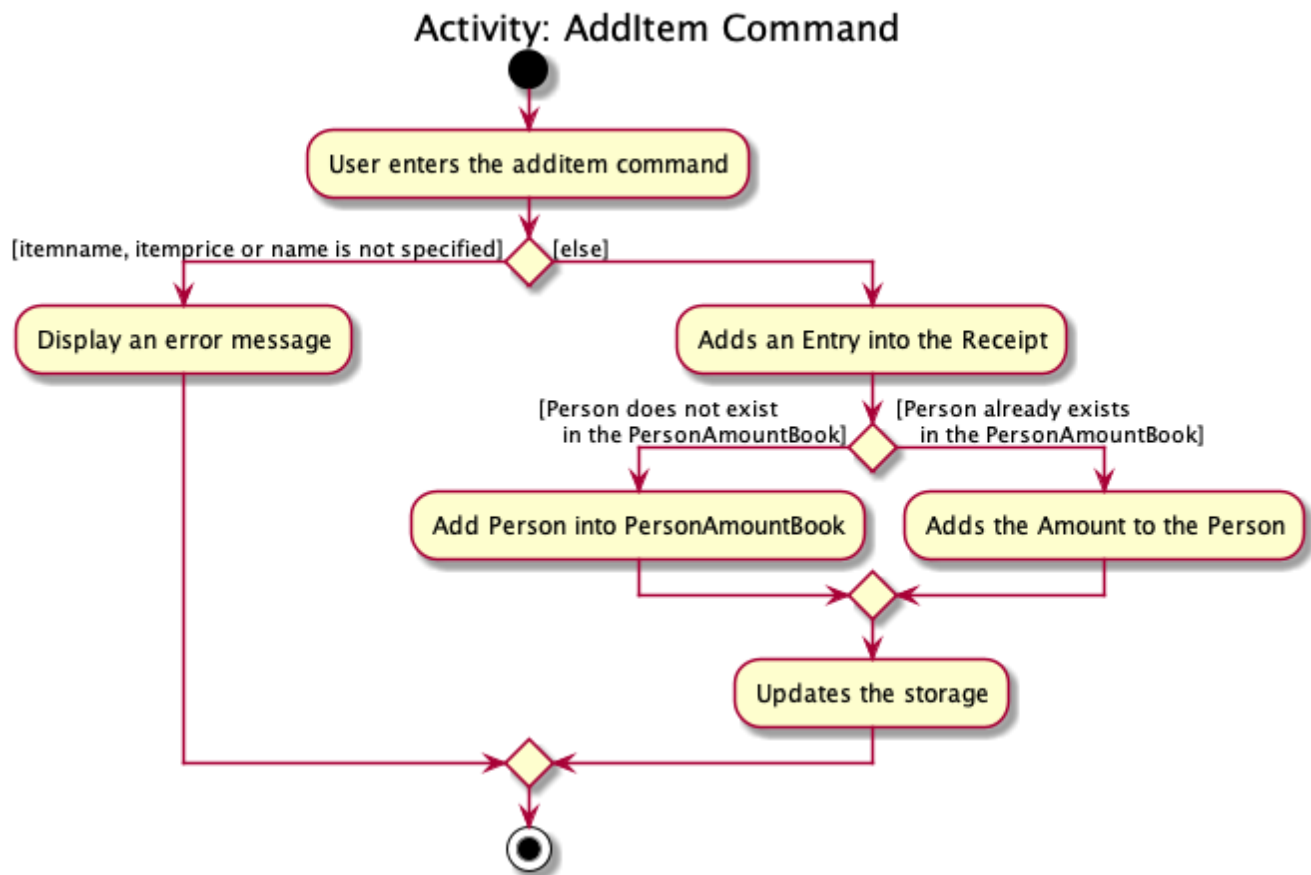 Activity: AddItem Command
User enters the additem command
[itemname, itemprice or name is not specified]
[else]
Display an error message
Adds an Entry into the Receipt
[Person does not exist
in the PersonAmountBook]
[Person already exists
in the PersonAmountBook]
Add Person into PersonAmountBook
Adds the Amount to the Person
Updates the storage